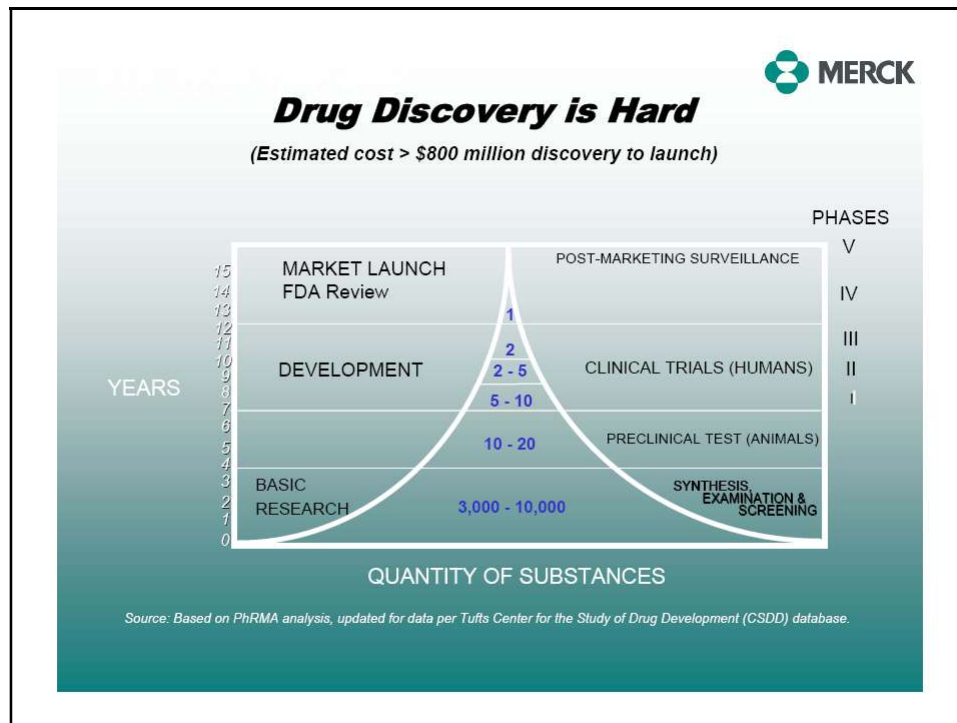 MERCK
Drug Discovery is Hard
(Estimated cost > $800 million discovery to launch)
PHASES
V
IV
III
II
I
YEARS
15
14
13
12
11
10
9
8
7
6
5
4
3
2
1
0
MARKET LAUNCH
FDA Review
POST-MARKETING SURVEILLANCE
1
DEVELOPMENT
2
2 - 5
5 - 10
CLINICAL TRIALS (HUMANS)
10 - 20
PRECLINICAL TEST (ANIMALS)
BASIC
RESEARCH
3,000 - 10,000
SYNTHESIS,
EXAMINATION &
SCREENING
QUANTITY OF SUBSTANCES
Source: Based on PhRMA analysis, updated for data per Tufts Center for the Study of Drug Development (CSDD) database.